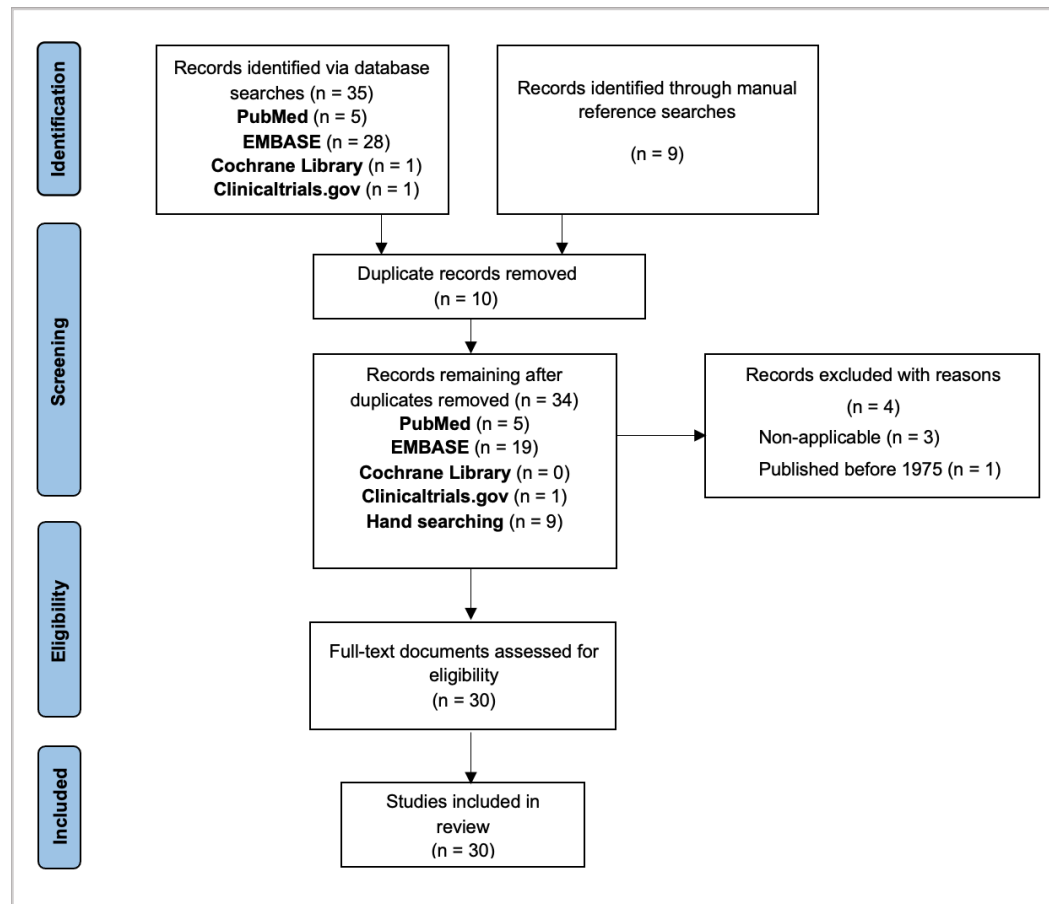 Identification
Records identified via database
searches (n = 35)
PubMed (n = 5)
EMBASE (n = 28)
Cochrane Library (n = 1)
Clinicaltrials.gov (n = 1)
Records identified through manual
reference searches
(n = 9)
Screening
Duplicate records removed
(n = 10)
Records remaining after
duplicates removed (n = 34)
PubMed (n = 5)
EMBASE (n = 19)
Cochrane Library (n = 0)
Clinicaltrials.gov (n = 1)
Hand searching (n = 9)
Records excluded with reasons
(n = 4)
Non-applicable (n = 3)
Published before 1975 (n = 1)
Eligibility
Full-text documents assessed for
eligibility
(n = 30)
Included
Studies included in
review
(n = 30)